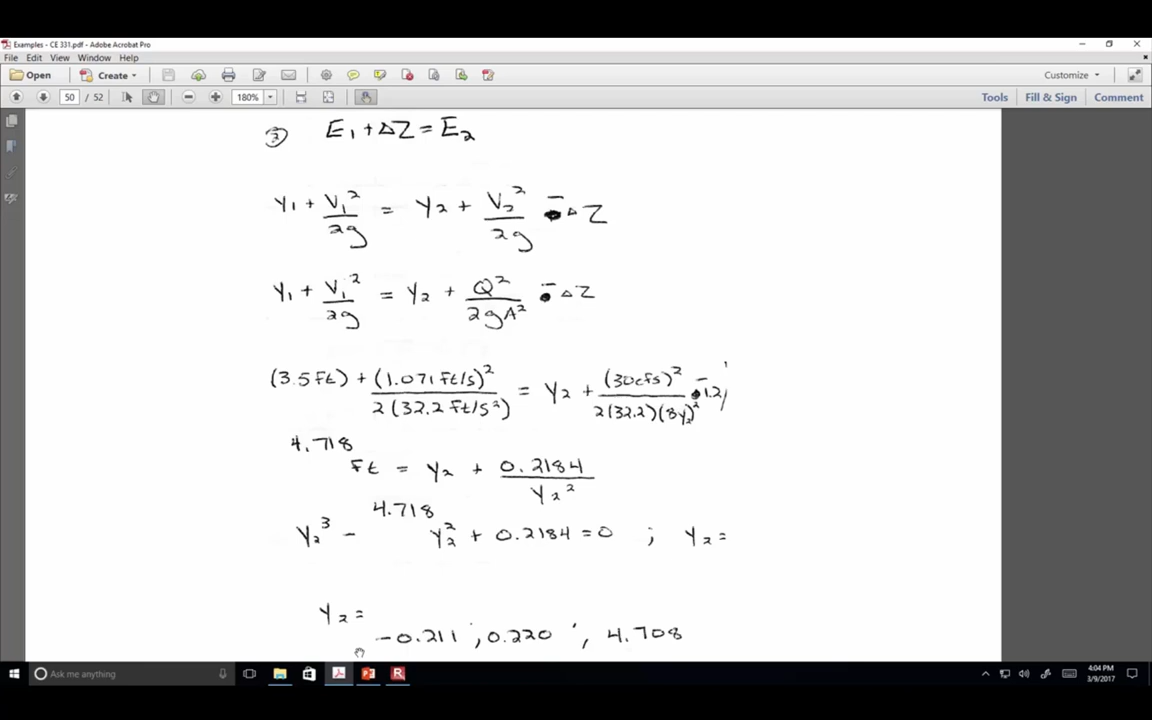 Examples - CE 331.pdf - Adobe Acrobat Pro
File Edit View Window Help
Open Create Customize
50 / 52 180% Tools Fill & Sign Comment
② E₁ + ΔZ = E₂
y₁ + V₁²/2g = y₂ + V₂²/2g - ΔZ
y₁ + V₁²/2g = y₂ + Q²/2gA² - ΔZ
(3.5ft) + (1.071 ft/s)²/2(32.2 ft/s²) = y₂ + (30cfs)²/2(32.2)(8y₂)² - 1.2'
4.718
ft = y₂ + 0.2184/y₂²
4.718
y₂³ - y₂² + 0.2184 = 0 ; y₂ =
y₂ =
-0.211', 0.220', 4.708
Ask me anything
4:04 PM
3/9/2017